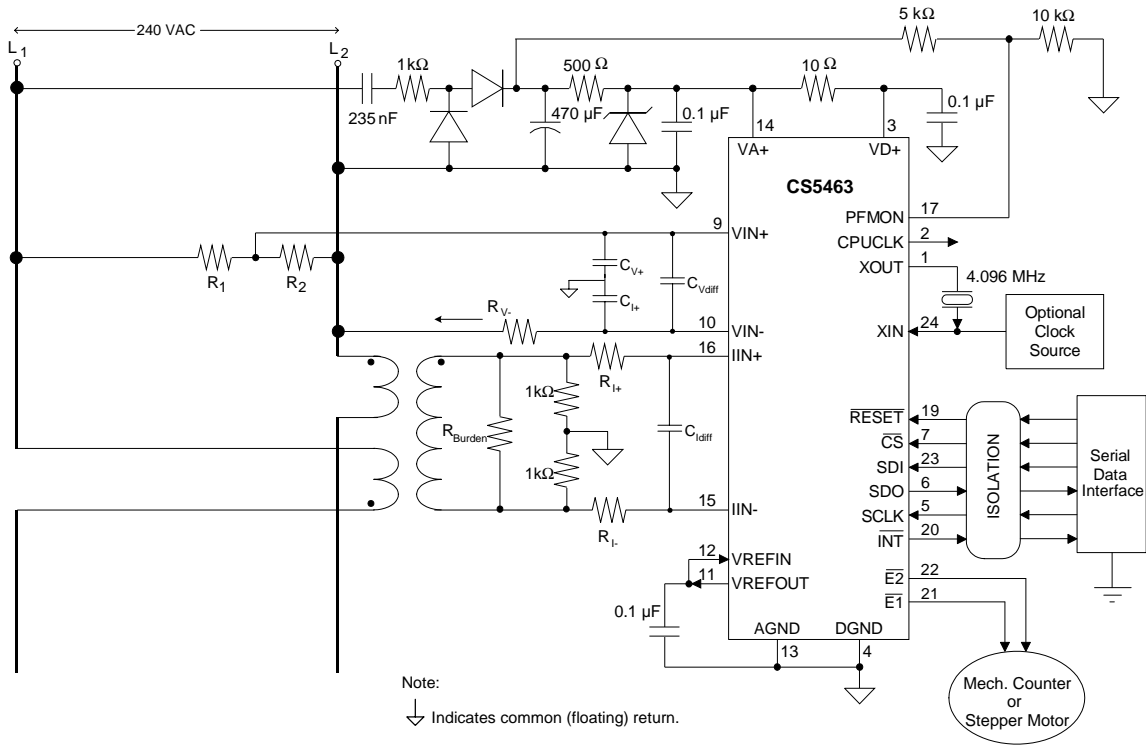 240 VAC
L1
L2
5 kΩ
10 kΩ
1kΩ
500 Ω
10 Ω
235 nF
470 µF
0.1 µF
0.1 µF
14
3
VA+
VD+
CS5463
PFMON
17
CPUCLK
2
XOUT
1
4.096 MHz
XIN
24
Optional
Clock
Source
9
VIN+
R1
R2
CV+
CI+
CVdiff
RV-
10
VIN-
16
IIN+
RI+
1kΩ
RBurden
CIdiff
1kΩ
15
IIN-
RI-
RESET
19
CS
7
SDI
23
SDO
6
SCLK
5
INT
20
ISOLATION
Serial
Data
Interface
12
VREFIN
11
VREFOUT
0.1 µF
E2
22
E1
21
AGND
DGND
13
4
Mech. Counter
or
Stepper Motor
Note:
Indicates common (floating) return.